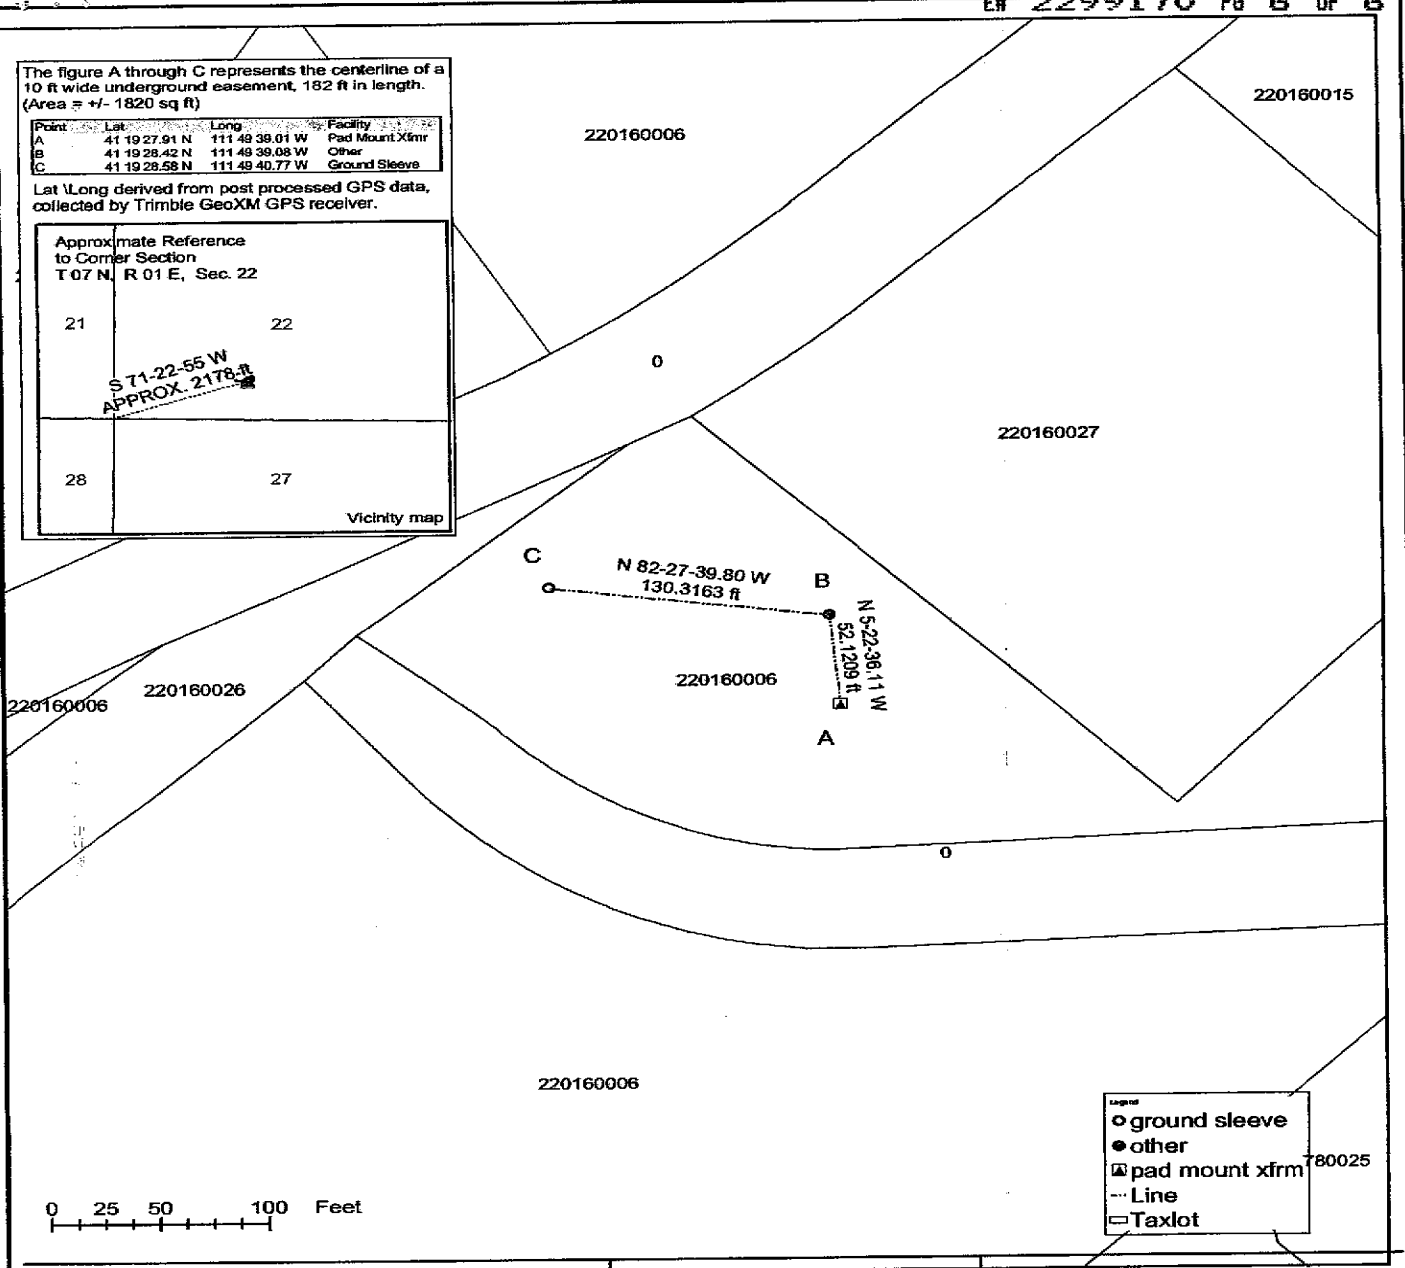 E# 2299170 PG 6 OF 6
The figure A through C represents the centerline of a
10 ft wide underground easement, 182 ft in length.
(Area = +/- 1820 sq ft)
Point Lat Long Facility
A 41 19 27.91 N 111 49 39.01 W Pad Mount Xfmr
B 41 19 28.42 N 111 49 39.08 W Other
C 41 19 28.58 N 111 49 40.77 W Ground Sleeve
Lat \Long derived from post processed GPS data,
collected by Trimble GeoXM GPS receiver.
Approximate Reference
to Corner Section
T 07 N, R 01 E, Sec. 22
21
22
S 71-22-55 W
APPROX. 2178-ft
28
27
Vicinity map
220160006
220160015
0
220160027
C
N 82-27-39.80 W
130.3163 ft
B
N 5-22-36.11 W
52.1209 ft
220160006
A
220160026
220160006
0
220160006
Legend
ground sleeve
other
pad mount xfrm
Line
Taxlot
780025
0 25 50 100 Feet